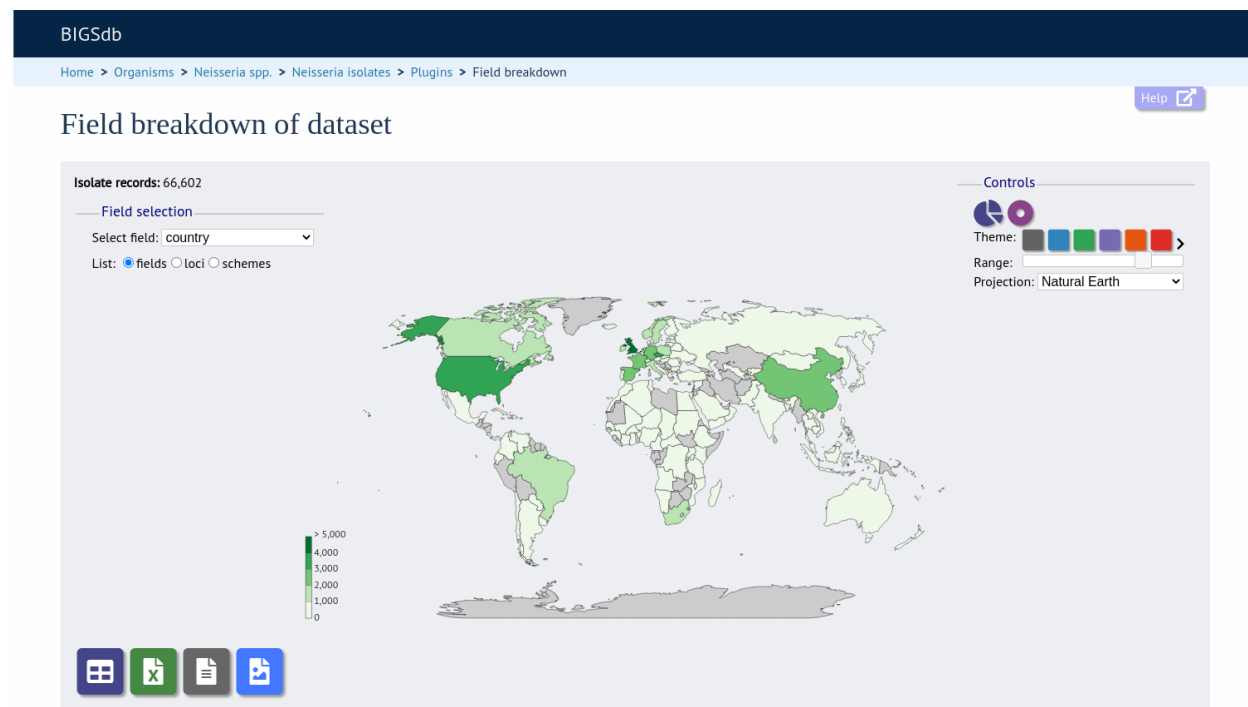 BIGSdb
Home > Organisms > Neisseria spp. > Neisseria isolates > Plugins > Field breakdown
Help
Field breakdown of dataset
Isolate records: 66,602
Controls
Field selection
Select field: country
Theme:
List: fields loci schemes
Range:
Projection: Natural Earth
> 5,000
4,000
3,000
2,000
1,000
0
X